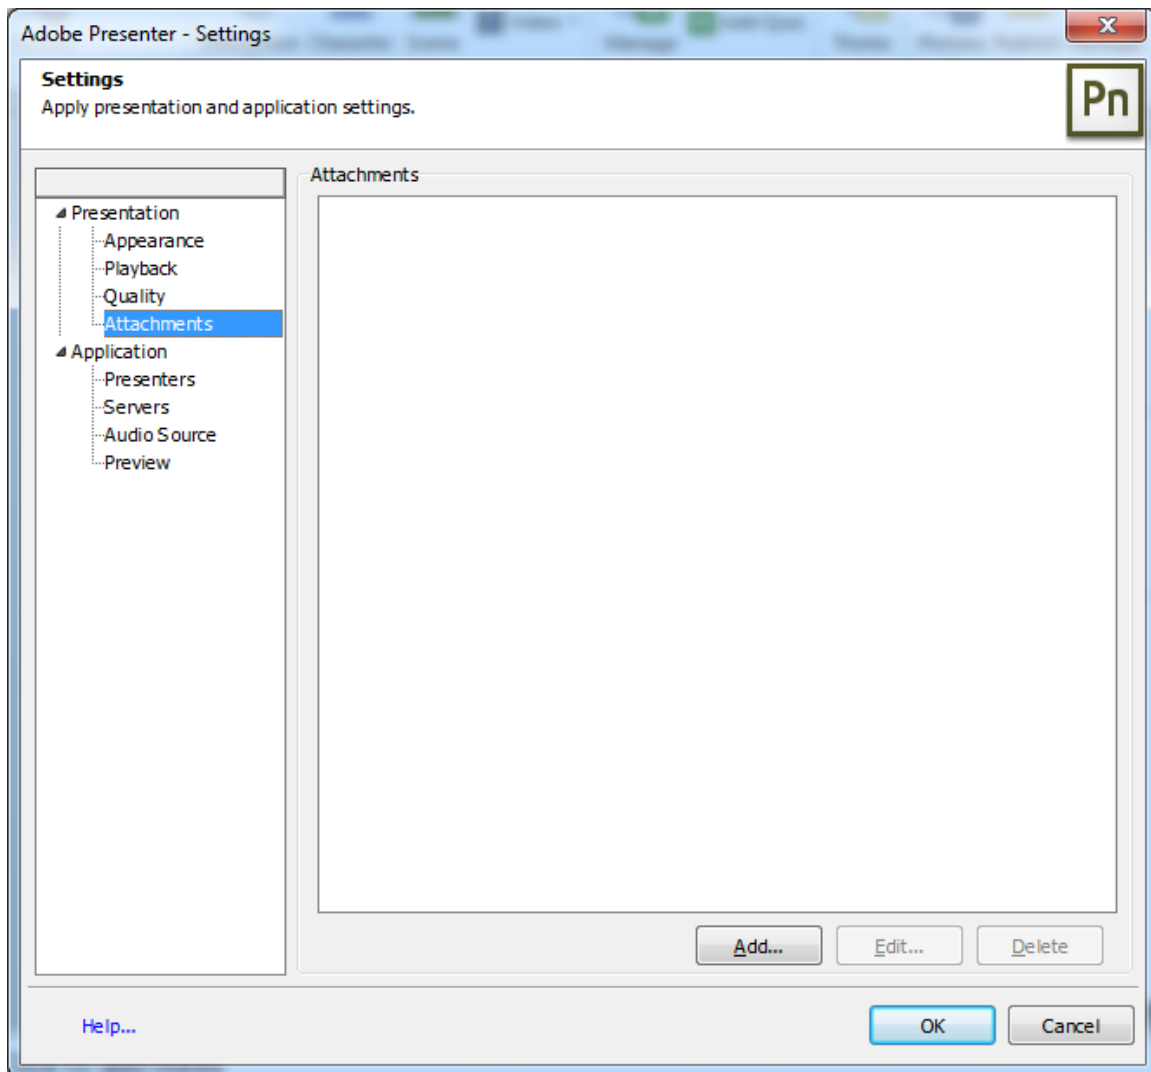 Adobe Presenter - Settings
Settings
Apply presentation and application settings.
Pn
Attachments
Presentation
Appearance
Playback
Quality
Attachments
Application
Presenters
Servers
Audio Source
Preview
Add... Edit... Delete
Help... OK Cancel